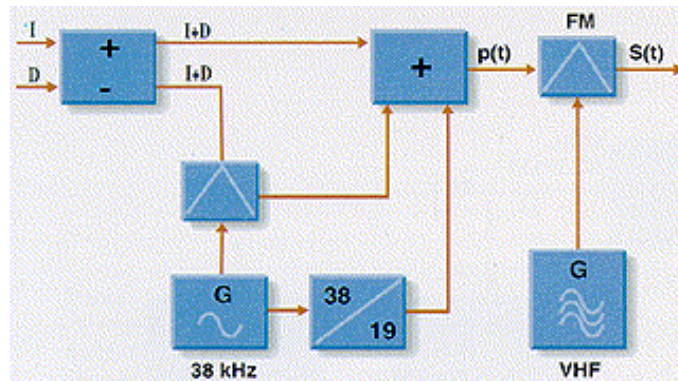 FM
I
I+D
+
-
D
I+D
+
p(t)
S(t)
G
38
19
38 kHz
G
VHF